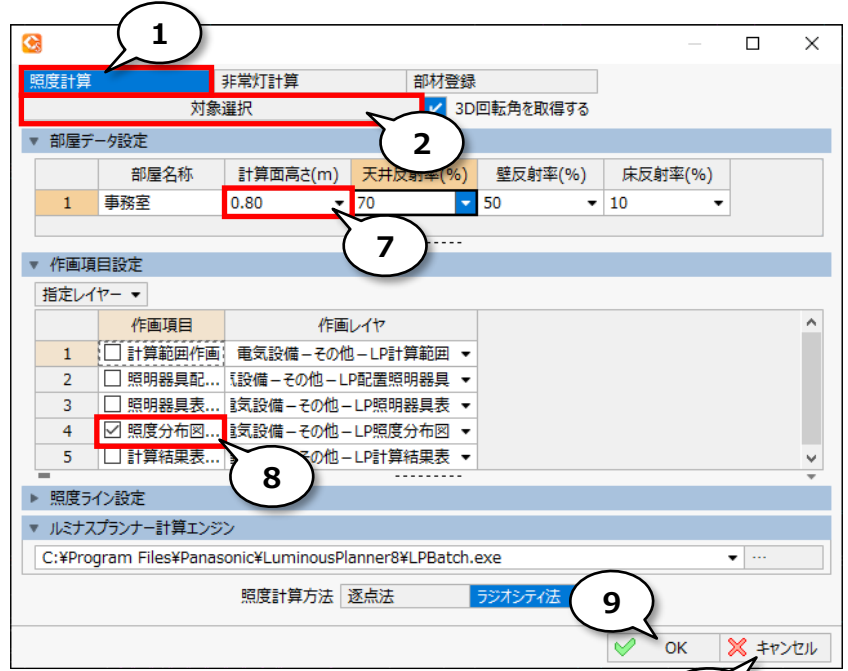 1
照度計算 非常灯計算 部材登録
対象選択 3D回転角を取得する
2
部屋データ設定
部屋名称 計算面高さ(m) 天井反射率(%) 壁反射率(%) 床反射率(%)
1 事務室 0.80 70 50 10
7
作画項目設定
指定レイヤー
作画項目 作画レイヤ
1 計算範囲作画 電気設備－その他－LP計算範囲
2 照明器具配... 設備－その他－LP配置照明器具
3 照明器具表... 気設備－その他－LP照明器具表
4 照度分布図... 気設備－その他－LP照度分布図
5 計算結果表... その他－LP計算結果表
8
照度ライン設定
ルミナスプランナー計算エンジン
C:¥Program Files¥Panasonic¥LuminousPlanner8¥LPBatch.exe ...
照度計算方法 逐点法 ラジオシティ法
9
OK キャンセル